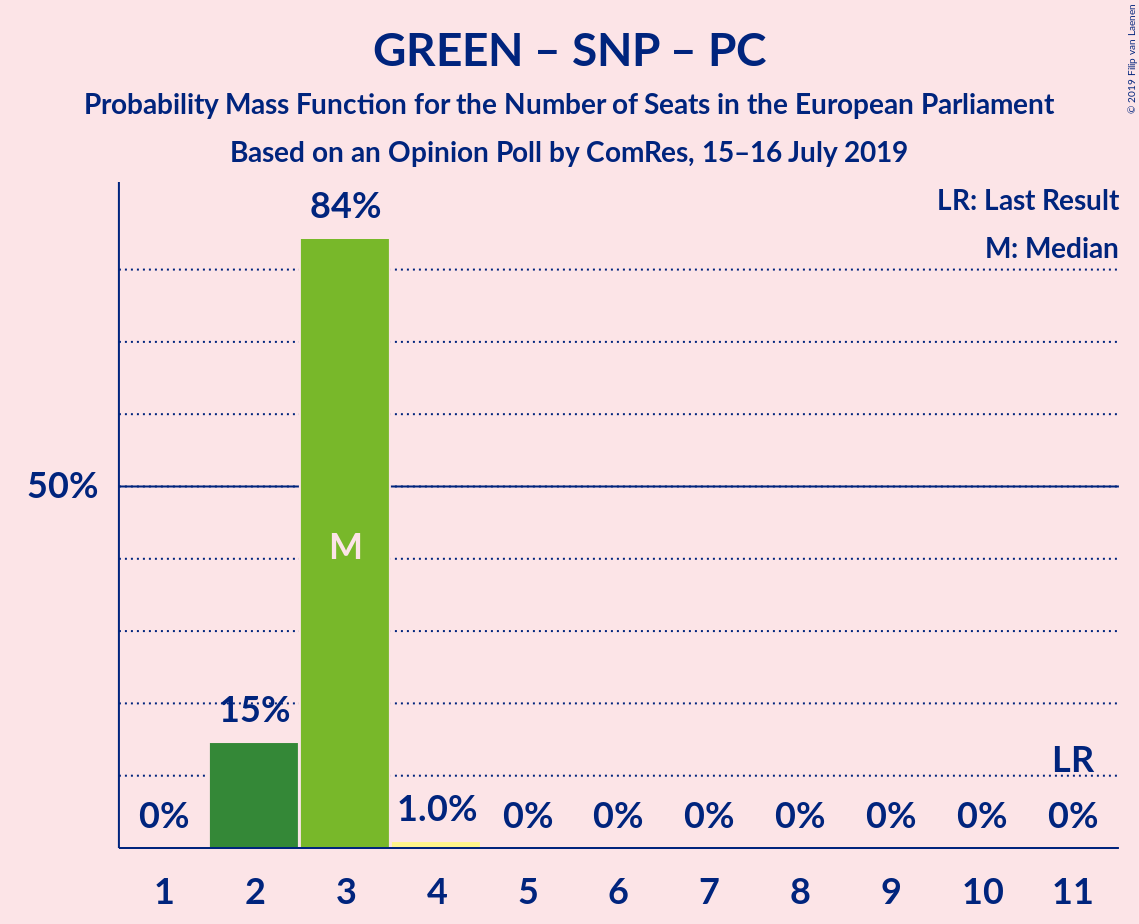 GREEN – SNP – PC
Probability Mass Function for the Number of Seats in the European Parliament
Based on an Opinion Poll by ComRes, 15–16 July 2019
© 2019 Filip van Laenen
LR: Last Result
M: Median
84%
50%
M
15%
LR
0%
1.0%
0%
0%
0%
0%
0%
0%
0%
1 2 3 4 5 6 7 8 9 10 11